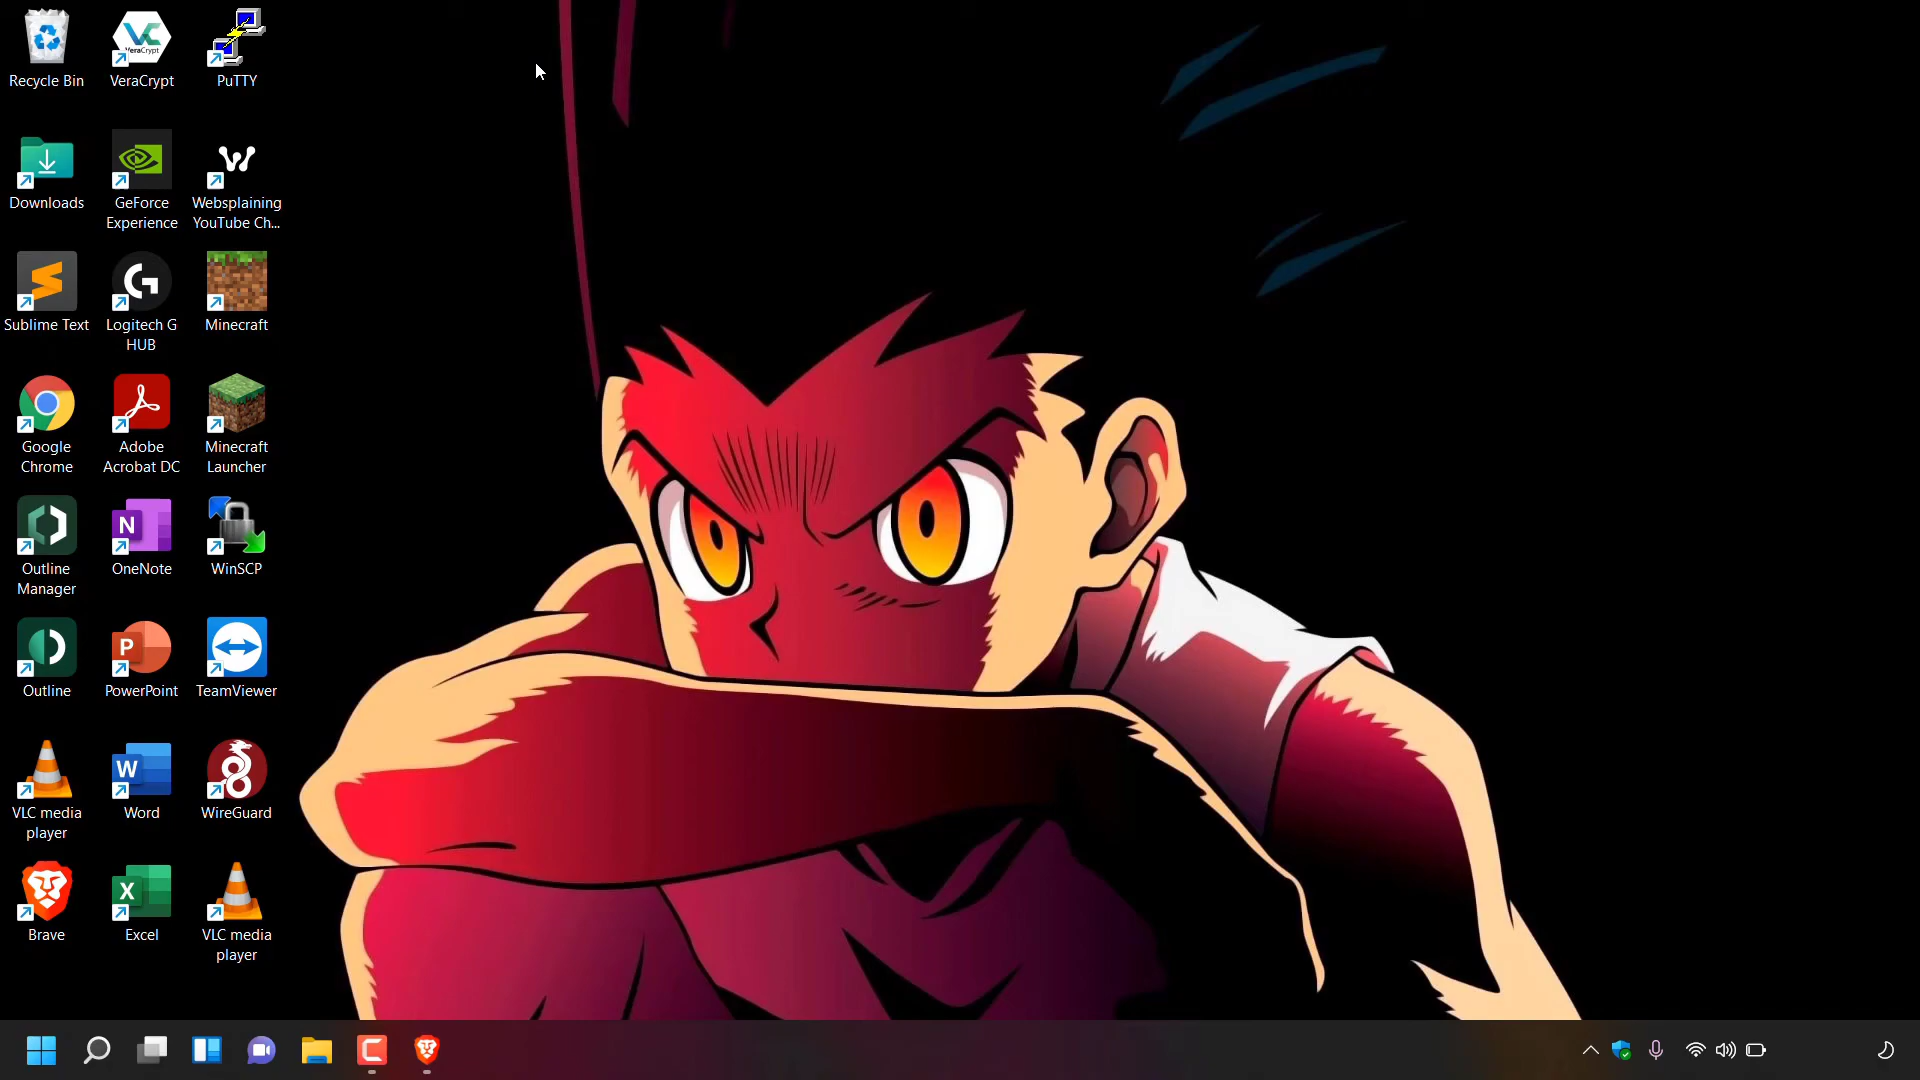 Recycle Bin
VeraCrypt
VeraCrypt
PuTTY
Downloads
GeForce
Experience
Websplaining
YouTube Ch...
Sublime Text
Logitech G
HUB
Minecraft
Google
Chrome
Adobe
Acrobat DC
Minecraft
Launcher
Outline
Manager
N
OneNote
WinSCP
Outline
P
PowerPoint
TeamViewer
VLC media
player
W
Word
WireGuard
Brave
X
Excel
VLC media
player